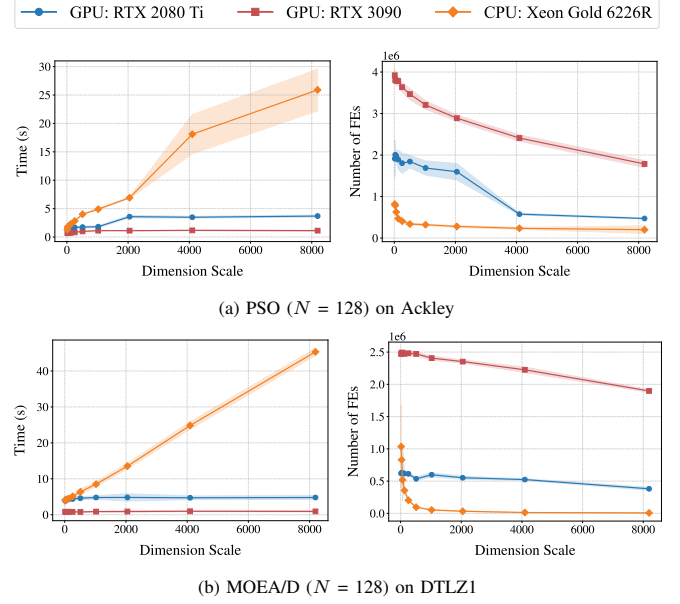 GPU: RTX 2080 Ti GPU: RTX 3090 CPU: Xeon Gold 6226R
30
25
20
15
10
5
0
Time (s)
0 2000 4000 6000 8000
Dimension Scale
1e6
4
3
2
1
0
Number of FEs
0 2000 4000 6000 8000
Dimension Scale
(a) PSO (N = 128) on Ackley
40
30
20
10
0
Time (s)
0 2000 4000 6000 8000
Dimension Scale
1e6
2.5
2.0
1.5
1.0
0.5
0.0
Number of FEs
0 2000 4000 6000 8000
Dimension Scale
(b) MOEA/D (N = 128) on DTLZ1